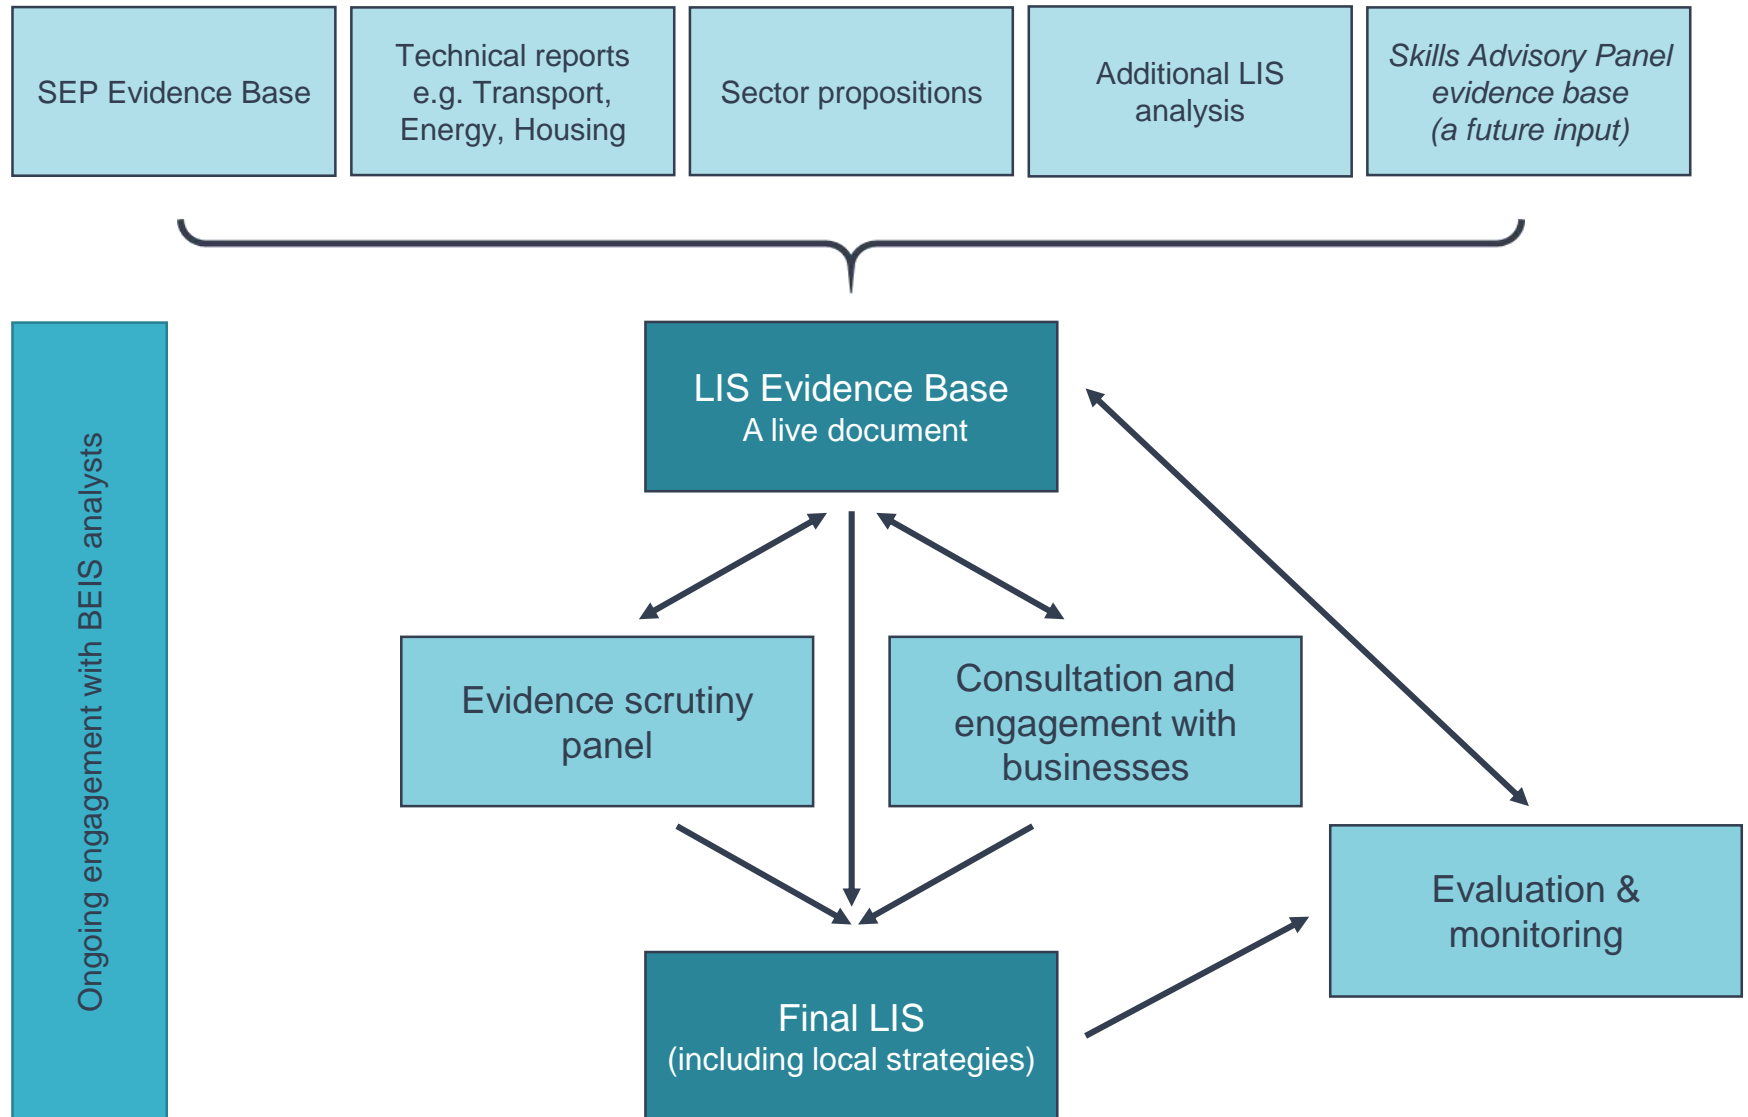 SEP Evidence Base
Technical reports
e.g. Transport,
Energy, Housing
Sector propositions
Additional LIS
analysis
Skills Advisory Panel
evidence base
(a future input)
Ongoing engagement with BEIS analysts
LIS Evidence Base
A live document
Evidence scrutiny
panel
Consultation and
engagement with
businesses
Evaluation &
monitoring
Final LIS
(including local strategies)